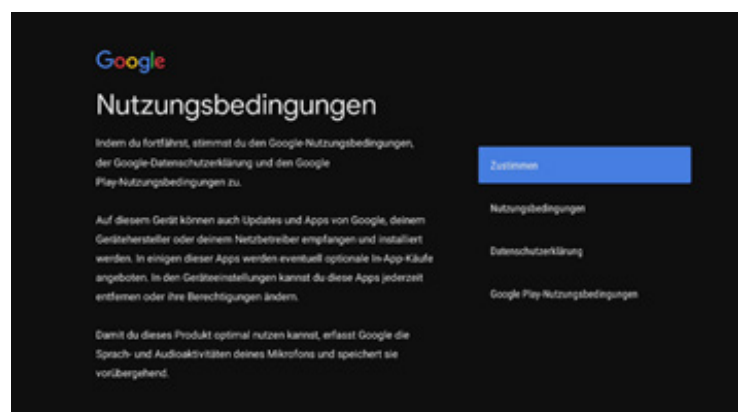 Google
Nutzungsbedingungen
Indem du fortfährst, stimmst du den Google-Nutzungsbedingungen,
der Google-Datenschutzerklärung und den Google
Play-Nutzungsbedingungen zu.
Auf diesem Gerät können auch Updates und Apps von Google, deinem
Gerätehersteller oder deinem Netzbetreiber empfangen und installiert
werden. In einigen dieser Apps werden eventuell optionale In-App-Käufe
angeboten. In den Geräteeinstellungen kannst du diese Apps jederzeit
entfernen oder ihre Berechtigungen ändern.
Damit du dieses Produkt optimal nutzen kannst, erfasst Google die
Sprach- und Audioaktivitäten deines Mikrofons und speichert sie
vorübergehend.
Zustimmen
Nutzungsbedingungen
Datenschutzerklärung
Google Play-Nutzungsbedingungen